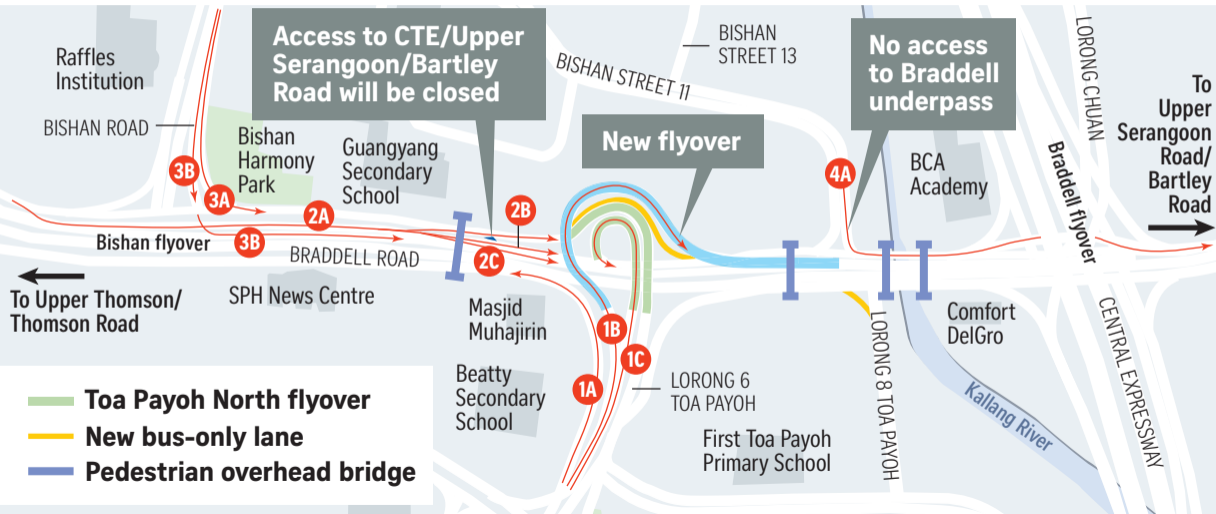 Raffles
Institution
BISHAN ROAD
Access to CTE/Upper
Serangoon/Bartley
Road will be closed
BISHAN STREET 11
BISHAN
STREET 13
No access
to Braddell
underpass
LORONG CHUAN
To
Upper
Serangoon
Road/
Bartley
Road
Bishan
Harmony
Park
Guangyang
Secondary
School
New flyover
BCA
Academy
Braddell flyover
3B
3A
2A
2B
4A
Bishan flyover
3B
BRADDELL ROAD
2C
To Upper Thomson/
Thomson Road
SPH News Centre
Masjid
Muhajirin
1B
1C
1A
Beatty
Secondary
School
LORONG 6
TOA PAYOH
First Toa Payoh
Primary School
LORONG 8 TOA PAYOH
Comfort
DelGro
Kallang River
CENTRAL EXPRESSWAY
Toa Payoh North flyover
New bus-only lane
Pedestrian overhead bridge